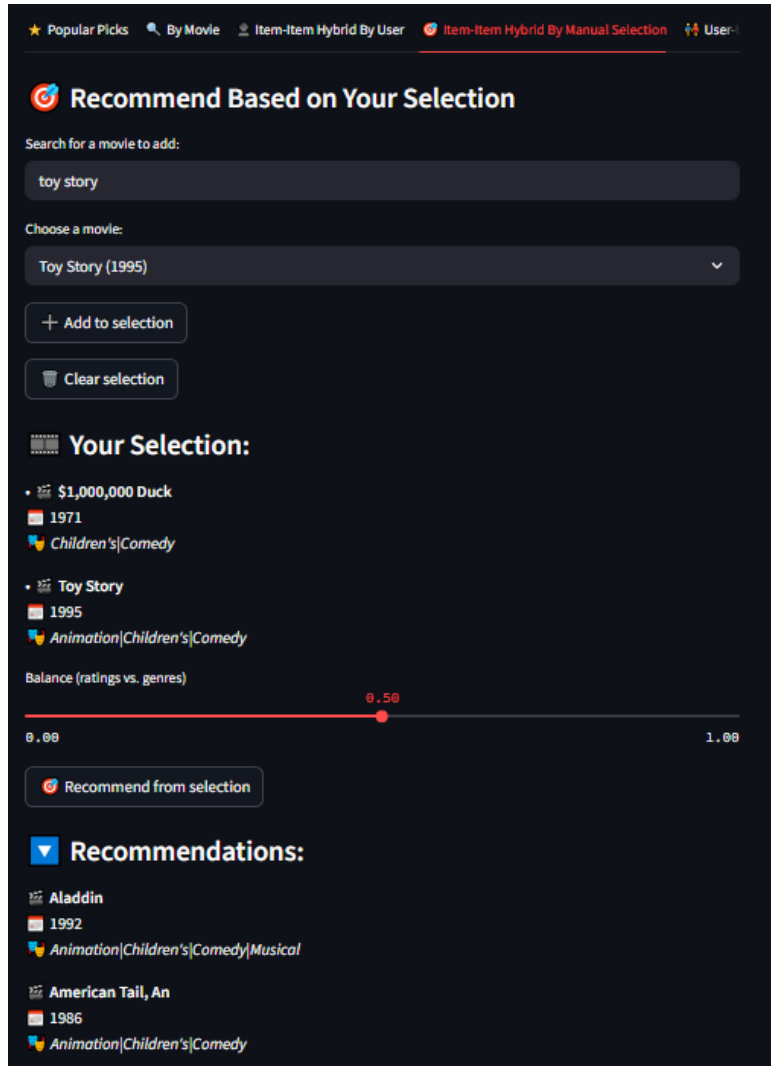 Popular Picks By Movie Item-Item Hybrid By User Item-Item Hybrid By Manual Selection User-
Recommend Based on Your Selection
Search for a movie to add:
toy story
Choose a movie:
Toy Story (1995)
Add to selection
Clear selection
Your Selection:
• $1,000,000 Duck
1971
Children's|Comedy
• Toy Story
1995
Animation|Children's|Comedy
Balance (ratings vs. genres)
0.50
0.00 1.00
Recommend from selection
Recommendations:
Aladdin
1992
Animation|Children's|Comedy|Musical
American Tail, An
1986
Animation|Children's|Comedy